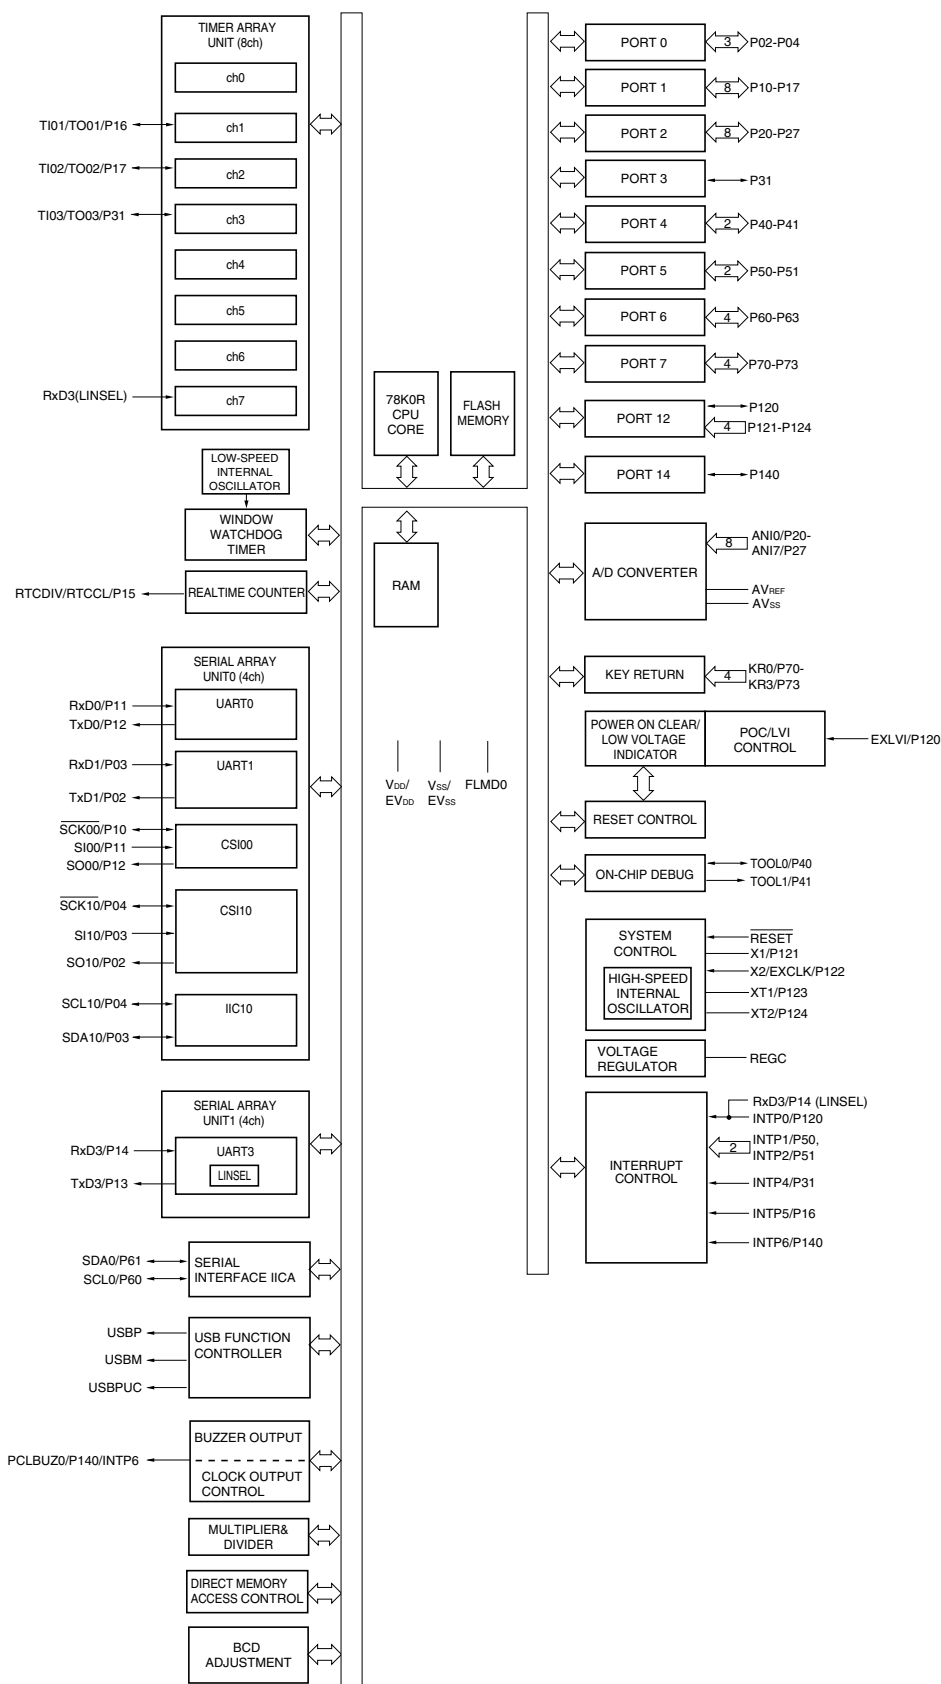 TIMER ARRAY
UNIT (8ch)
ch0
TI01/TO01/P16
ch1
TI02/TO02/P17
ch2
TI03/TO03/P31
ch3
ch4
ch5
ch6
RxD3(LINSEL)
ch7
LOW-SPEED
INTERNAL
OSCILLATOR
WINDOW
WATCHDOG
TIMER
RTCDIV/RTCCL/P15
REALTIME COUNTER
SERIAL ARRAY
UNIT0 (4ch)
UART0
RxD0/P11
TxD0/P12
UART1
RxD1/P03
TxD1/P02
SCK00/P10
SI00/P11
SO00/P12
CSI00
SCK10/P04
SI10/P03
SO10/P02
CSI10
SCL10/P04
SDA10/P03
IIC10
SERIAL ARRAY
UNIT1 (4ch)
RxD3/P14
TxD3/P13
UART3
LINSEL
SDA0/P61
SCL0/P60
SERIAL
INTERFACE IICA
USBP
USBM
USBPUC
USB FUNCTION
CONTROLLER
BUZZER OUTPUT
PCLBUZ0/P140/INTP6
CLOCK OUTPUT
CONTROL
MULTIPLIER&
DIVIDER
DIRECT MEMORY
ACCESS CONTROL
BCD
ADJUSTMENT
78K0R
CPU
CORE
FLASH
MEMORY
RAM
VDD/
EVDD
VSS/
EVSS
FLMD0
PORT 0
3
P02-P04
PORT 1
8
P10-P17
PORT 2
8
P20-P27
PORT 3
P31
PORT 4
2
P40-P41
PORT 5
2
P50-P51
PORT 6
4
P60-P63
PORT 7
4
P70-P73
PORT 12
P120
4
P121-P124
PORT 14
P140
A/D CONVERTER
8
ANI0/P20-
ANI7/P27
AVREF
AVSS
KEY RETURN
4
KR0/P70-
KR3/P73
POWER ON CLEAR/
LOW VOLTAGE
INDICATOR
POC/LVI
CONTROL
EXLVI/P120
RESET CONTROL
ON-CHIP DEBUG
TOOL0/P40
TOOL1/P41
SYSTEM
CONTROL
HIGH-SPEED
INTERNAL
OSCILLATOR
RESET
X1/P121
X2/EXCLK/P122
XT1/P123
XT2/P124
VOLTAGE
REGULATOR
REGC
INTERRUPT
CONTROL
RxD3/P14 (LINSEL)
INTP0/P120
2
INTP1/P50,
INTP2/P51
INTP4/P31
INTP5/P16
INTP6/P140